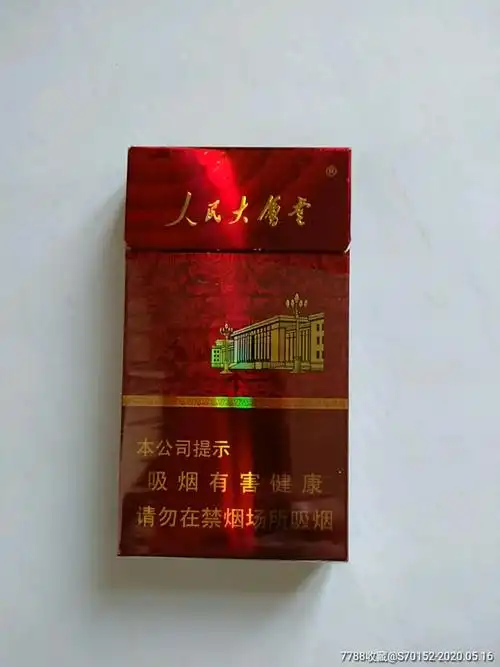 人民大會堂
®
本公司提示
吸烟有害健康
请勿在禁烟场所吸烟
7788收藏@S70152-2020.05.16